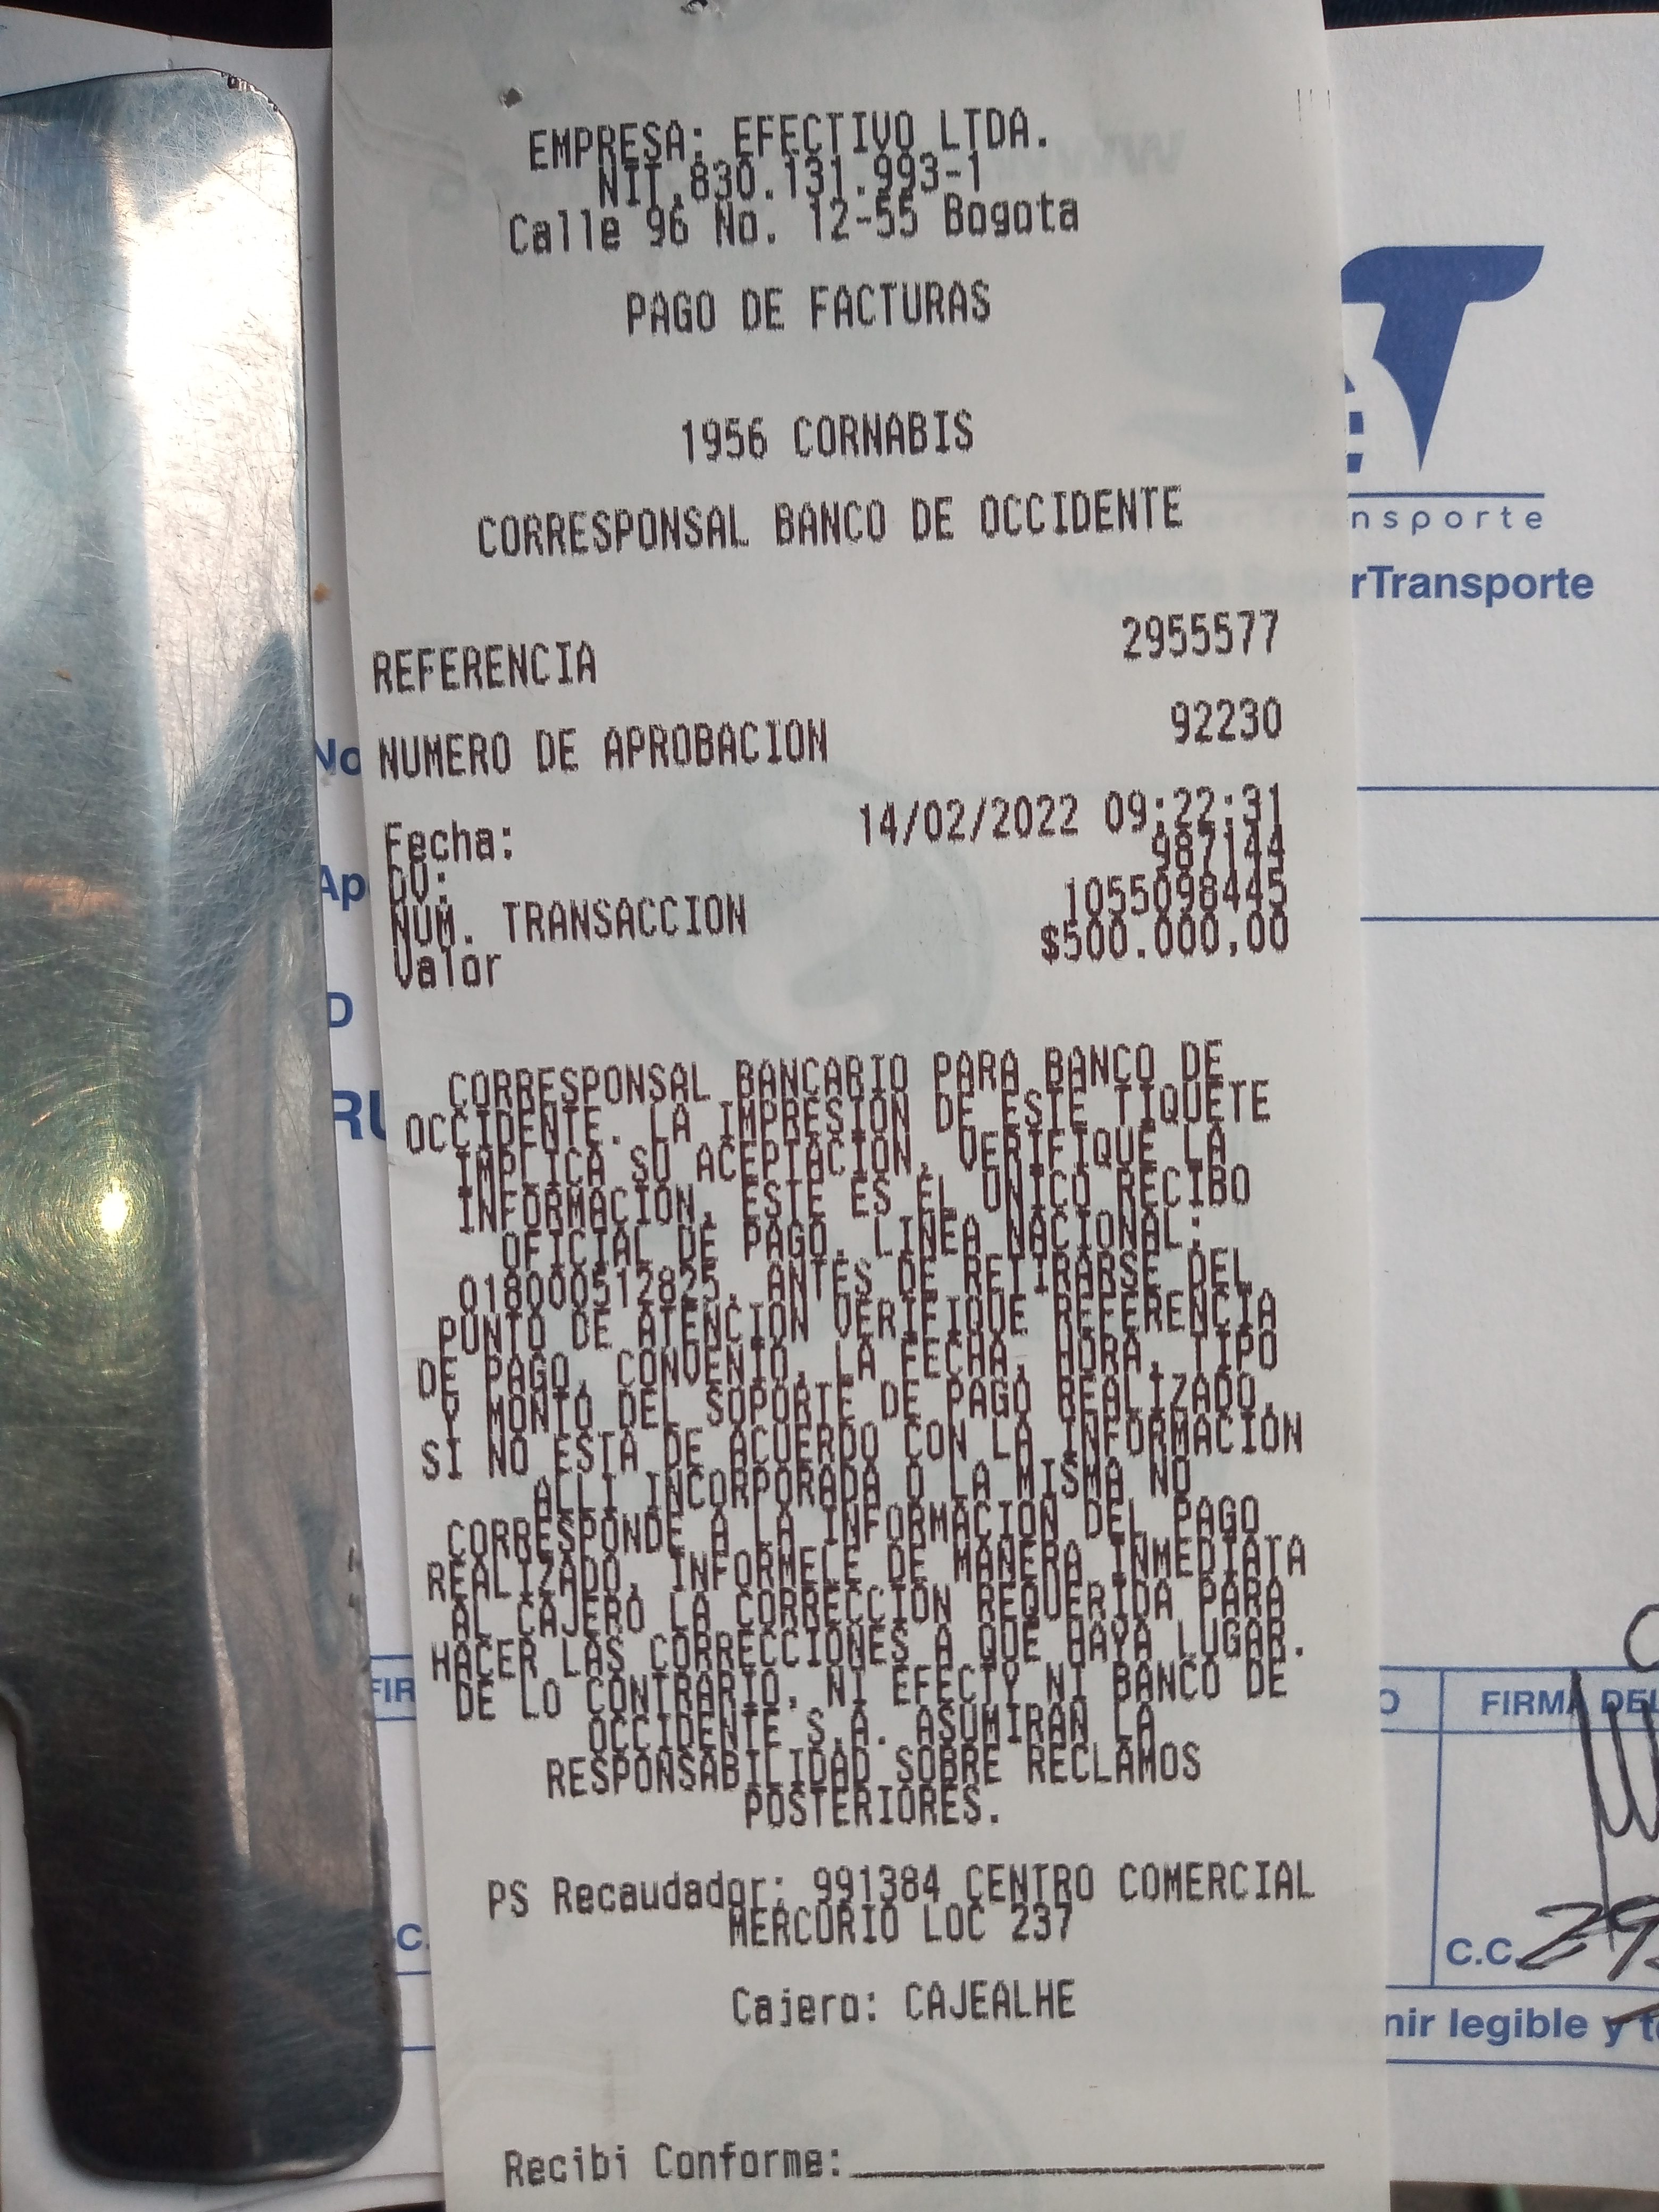 EMPRESA: EFECTIVO LTDA.
NIT.830.131.993-1
Calle 96 No. 12-55 Bogota
PAGO DE FACTURAS
1956 CORNABIS
CORRESPONSAL BANCO DE OCCIDENTE
REFERENCIA 2955577
NUMERO DE APROBACION 92230
Fecha: 14/02/2022 09:22:31
DV: 987144
NUM. TRANSACCION 1055098445
Valor $500.000,00
CORRESPONSAL BANCARIO PARA BANCO DE
OCCIDENTE. LA IMPRESION DE ESTE TIQUETE
IMPLICA SU ACEPTACION, VERIFIQUE LA
INFORMACION. ESTE ES EL UNICO RECIBO
OFICIAL DE PAGO. LINEA NACIONAL:
018000512825. ANTES DE RETIRARSE DEL
PUNTO DE ATENCION VERIFIQUE REFERENCIA
DE PAGO, CONVENIO, LA FECHA, HORA, TIPO
Y MONTO DEL SOPORTE DE PAGO REALIZADO.
SI NO ESTA DE ACUERDO CON LA INFORMACION
ALLI INCORPORADA O LA MISMA NO
CORRESPONDE A LA INFORMACION DEL PAGO
REALIZADO, INFORMELE DE MANERA INMEDIATA
AL CAJERO LA CORRECCION REQUERIDA PARA
HACER LAS CORRECCIONES A QUE HAYA LUGAR.
DE LO CONTRARIO, NI EFECTY NI BANCO DE
OCCIDENTE S.A. ASUMIRAN LA
RESPONSABILIDAD SOBRE RECLAMOS
POSTERIORES.
PS Recaudador: 991384 CENTRO COMERCIAL
MERCURIO LOC 237
Cajero: CAJEALHE
Recibi Conforme:
nsporte
rTransporte
No
Ap
D
RU
FIR
O
FIRMA DEL
C.
C.C.
nir legible y t